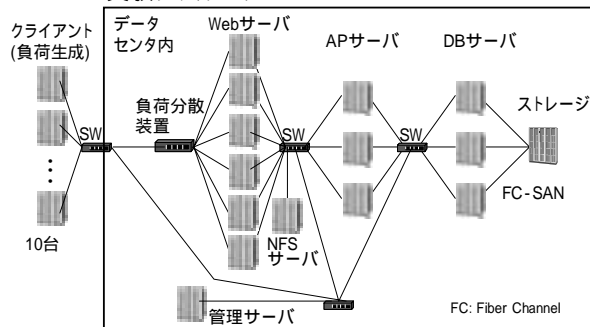 クライアント
(負荷生成)
10台
SW
データ
センタ内
負荷分散
装置
Webサーバ
SW
NFS
サーバ
APサーバ
SW
DBサーバ
ストレージ
FC-SAN
管理サーバ
FC: Fiber Channel